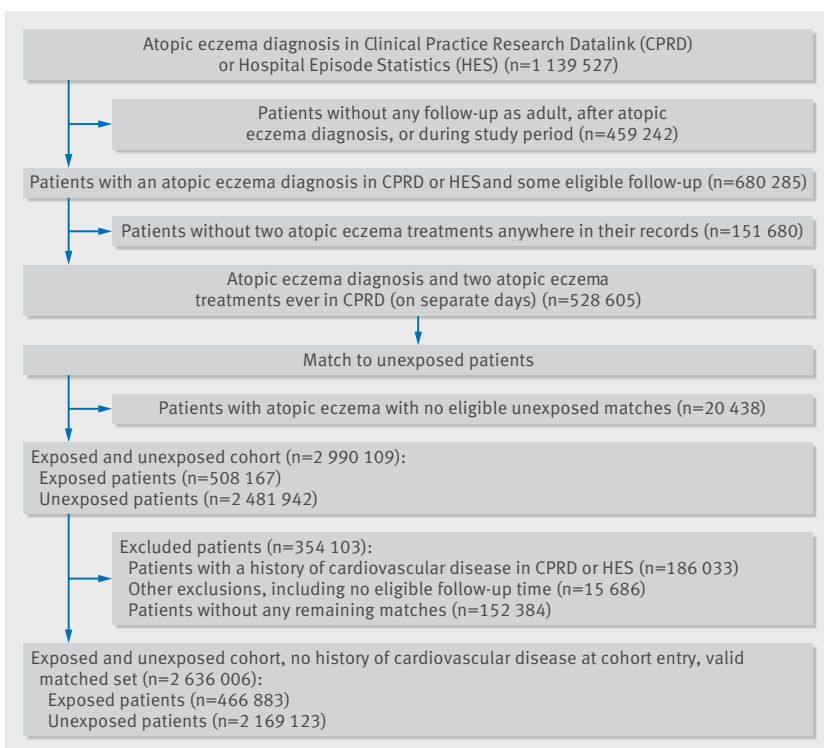 Atopic eczema diagnosis in Clinical Practice Research Datalink (CPRD)
or Hospital Episode Statistics (HES) (n=1 139 527)
Patients without any follow-up as adult, after atopic
eczema diagnosis, or during study period (n=459 242)
Patients with an atopic eczema diagnosis in CPRD or HES and some eligible follow-up (n=680 285)
Patients without two atopic eczema treatments anywhere in their records (n=151 680)
Atopic eczema diagnosis and two atopic eczema
treatments ever in CPRD (on separate days) (n=528 605)
Match to unexposed patients
Patients with atopic eczema with no eligible unexposed matches (n=20 438)
Exposed and unexposed cohort (n=2 990 109):
Exposed patients (n=508 167)
Unexposed patients (n=2 481 942)
Excluded patients (n=354 103):
Patients with a history of cardiovascular disease in CPRD or HES (n=186 033)
Other exclusions, including no eligible follow-up time (n=15 686)
Patients without any remaining matches (n=152 384)
Exposed and unexposed cohort, no history of cardiovascular disease at cohort entry, valid
matched set (n=2 636 006):
Exposed patients (n=466 883)
Unexposed patients (n=2 169 123)